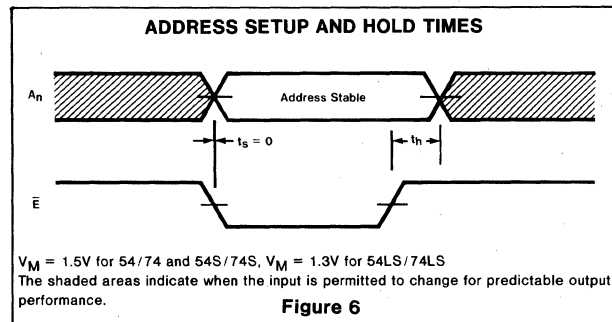 ADDRESS SETUP AND HOLD TIMES
An
Address Stable
ts = 0
th
E̅
VM = 1.5V for 54/74 and 54S/74S, VM = 1.3V for 54LS/74LS
The shaded areas indicate when the input is permitted to change for predictable output
performance.
Figure 6